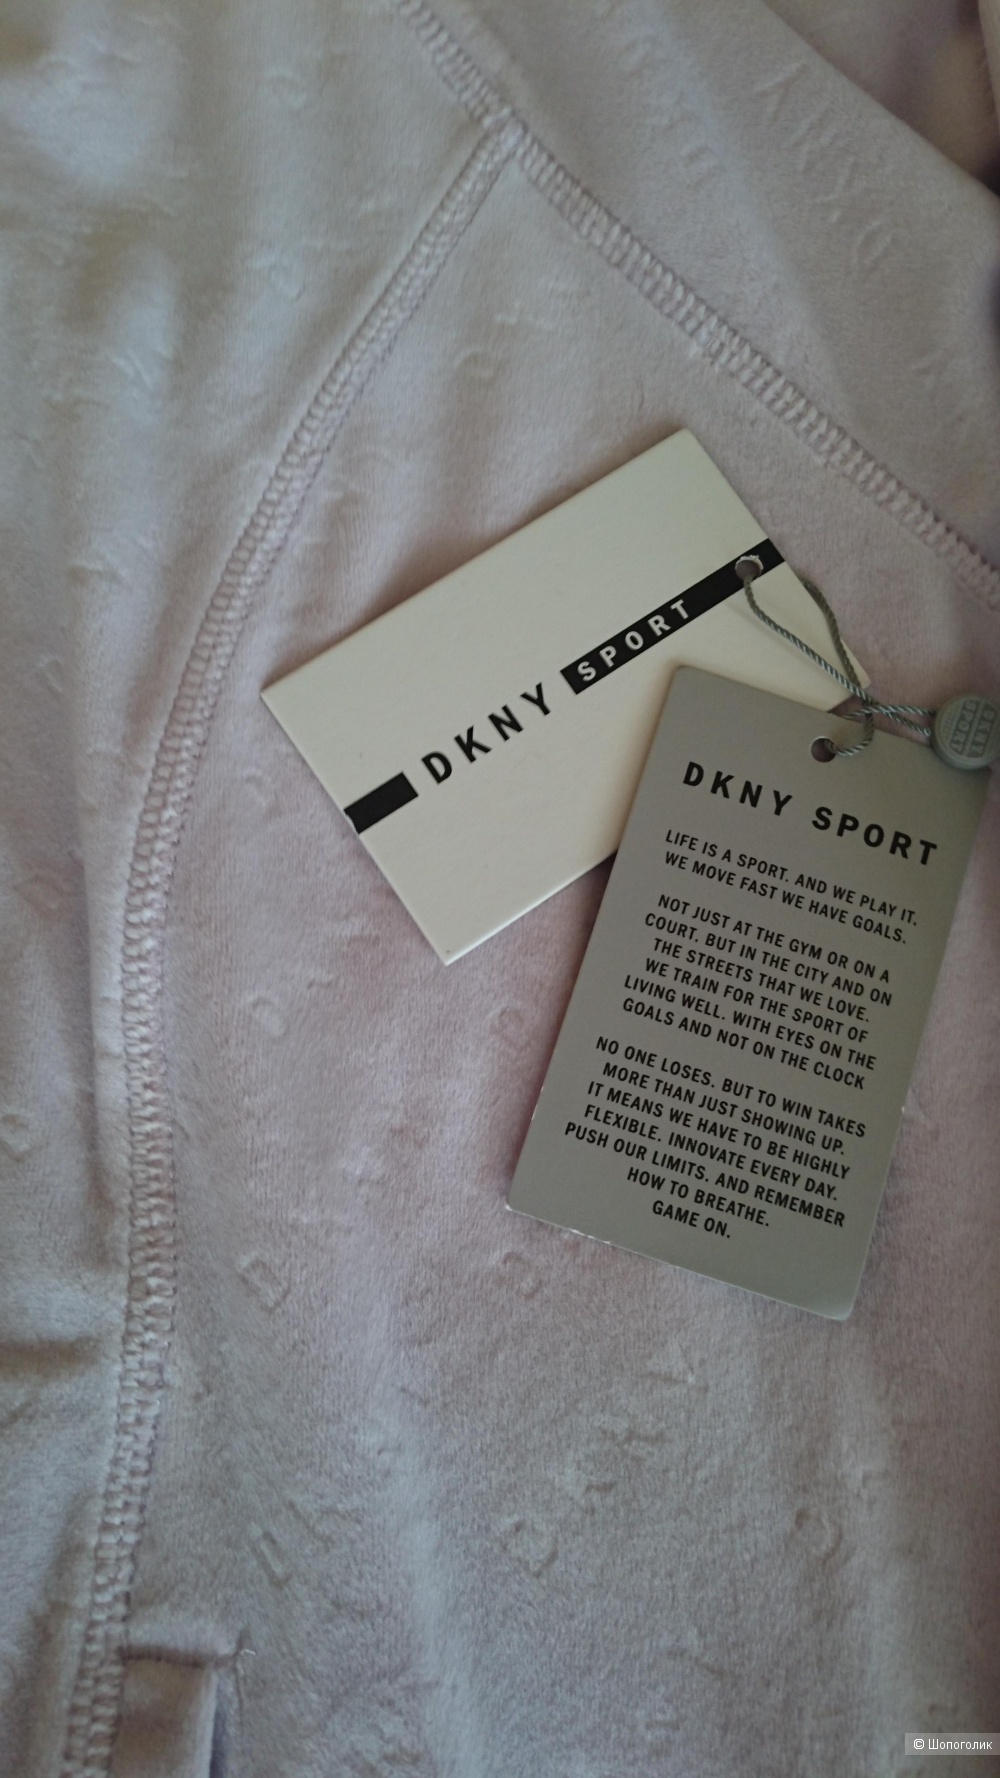 DKNY SPORT
DKNY SPORT
LIFE IS A SPORT. AND WE PLAY IT.
WE MOVE FAST WE HAVE GOALS.
NOT JUST AT THE GYM OR ON A
COURT. BUT IN THE CITY AND ON
THE STREETS THAT WE LOVE.
WE TRAIN FOR THE SPORT OF
LIVING WELL. WITH EYES ON THE
GOALS AND NOT ON THE CLOCK
NO ONE LOSES. BUT TO WIN TAKES
MORE THAN JUST SHOWING UP.
IT MEANS WE HAVE TO BE HIGHLY
FLEXIBLE. INNOVATE EVERY DAY.
PUSH OUR LIMITS. AND REMEMBER
HOW TO BREATHE.
GAME ON.
DKNY
SPORT
© Шопоголик